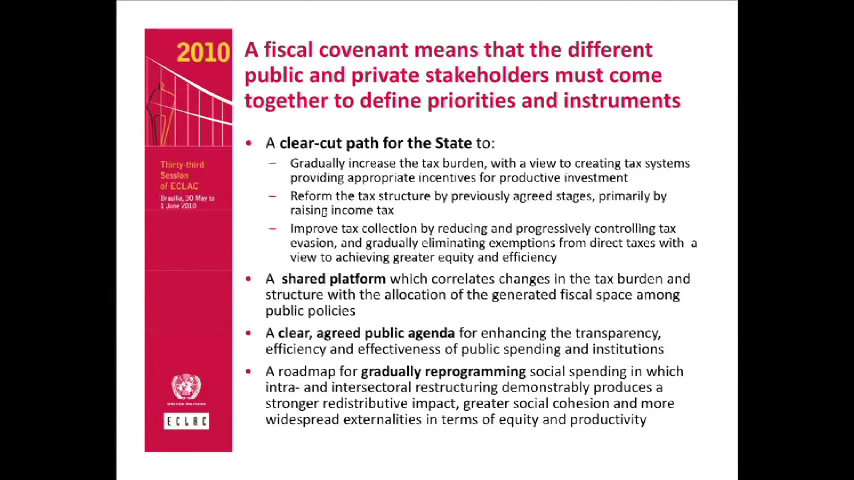 2010
Thirty-third
Session
of ECLAC
Brasilia, 30 May to
1 June 2010
ECLAC
A fiscal covenant means that the different
public and private stakeholders must come
together to define priorities and instruments
• A clear-cut path for the State to:
– Gradually increase the tax burden, with a view to creating tax systems
providing appropriate incentives for productive investment
– Reform the tax structure by previously agreed stages, primarily by
raising income tax
– Improve tax collection by reducing and progressively controlling tax
evasion, and gradually eliminating exemptions from direct taxes with a
view to achieving greater equity and efficiency
• A shared platform which correlates changes in the tax burden and
structure with the allocation of the generated fiscal space among
public policies
• A clear, agreed public agenda for enhancing the transparency,
efficiency and effectiveness of public spending and institutions
• A roadmap for gradually reprogramming social spending in which
intra- and intersectoral restructuring demonstrably produces a
stronger redistributive impact, greater social cohesion and more
widespread externalities in terms of equity and productivity